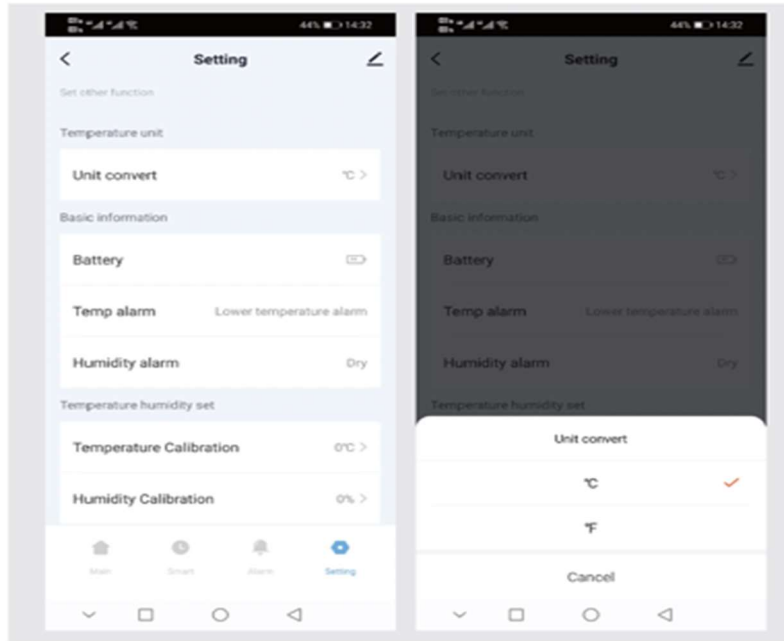 44% 14:32
Setting
Set other function
Temperature unit
Unit convert ℃ >
Basic information
Battery
Temp alarm Lower temperature alarm
Humidity alarm Dry
Temperature humidity set
Temperature Calibration 0℃ >
Humidity Calibration 0% >
Main Smart Alarm Setting
44% 14:32
Setting
Set other function
Temperature unit
Unit convert ℃ >
Basic information
Battery
Temp alarm Lower temperature alarm
Humidity alarm Dry
Temperature humidity set
Unit convert
℃
℉
Cancel